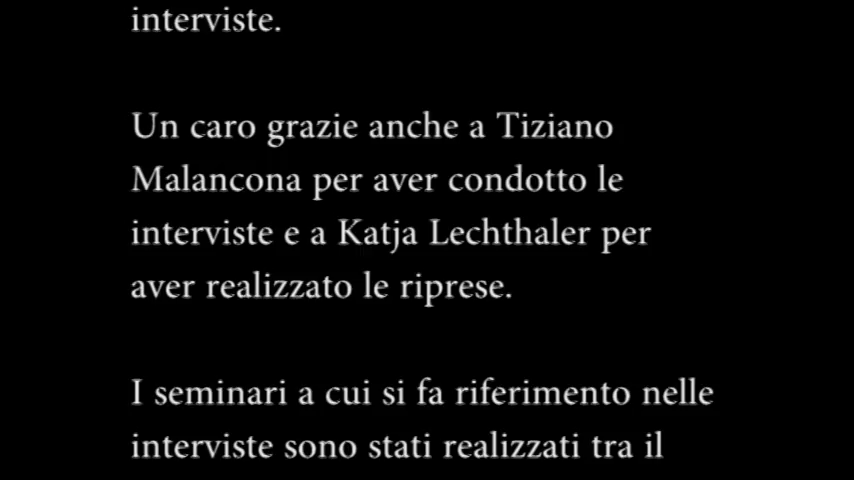 interviste.
Un caro grazie anche a Tiziano
Malancona per aver condotto le
interviste e a Katja Lechthaler per
aver realizzato le riprese.
I seminari a cui si fa riferimento nelle
interviste sono stati realizzati tra il